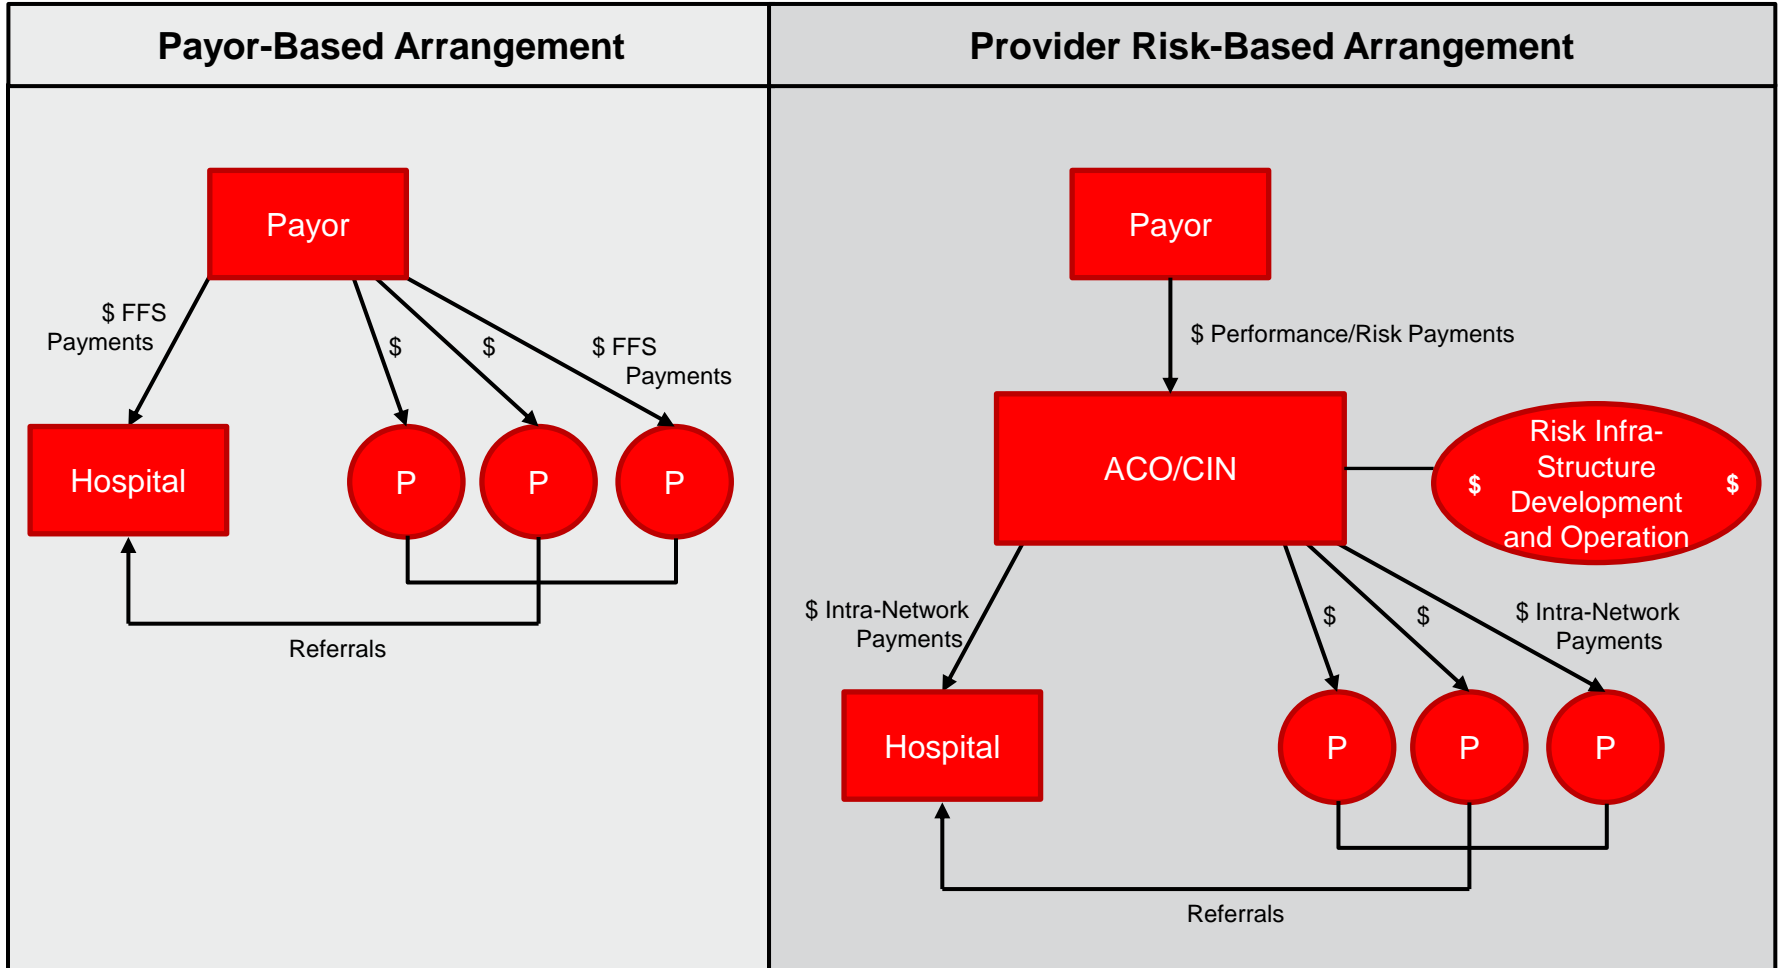 Payor-Based Arrangement
Payor
$ FFS
Payments
$
$
$ FFS
Payments
Hospital
P
P
P
Referrals
Provider Risk-Based Arrangement
Payor
$ Performance/Risk Payments
ACO/CIN
Risk Infra-
Structure
$ Development $
and Operation
$ Intra-Network
Payments
$
$
$ Intra-Network
Payments
Hospital
P
P
P
Referrals